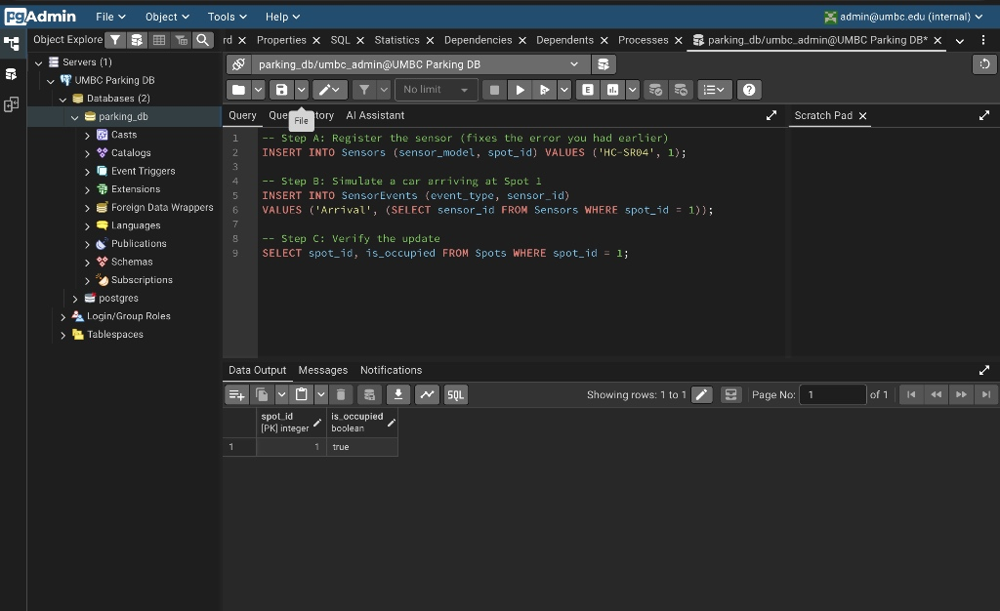 pgAdmin File Object Tools Help admin@umbc.edu (internal)
Object Explorer rd Properties SQL Statistics Dependencies Dependents Processes parking_db/umbc_admin@UMBC Parking DB*
Servers (1)
UMBC Parking DB
Databases (2)
parking_db
Casts
Catalogs
Event Triggers
Extensions
Foreign Data Wrappers
Languages
Publications
Schemas
Subscriptions
postgres
Login/Group Roles
Tablespaces
parking_db/umbc_admin@UMBC Parking DB
No limit E
Query Que tory AI Assistant Scratch Pad
File
1 -- Step A: Register the sensor (fixes the error you had earlier)
2 INSERT INTO Sensors (sensor_model, spot_id) VALUES ('HC-SR04', 1);
3
4 -- Step B: Simulate a car arriving at Spot 1
5 INSERT INTO SensorEvents (event_type, sensor_id)
6 VALUES ('Arrival', (SELECT sensor_id FROM Sensors WHERE spot_id = 1));
7
8 -- Step C: Verify the update
9 SELECT spot_id, is_occupied FROM Spots WHERE spot_id = 1;
Data Output Messages Notifications
SQL Showing rows: 1 to 1 Page No: 1 of 1
spot_id is_occupied
[PK] integer boolean
1 1 true